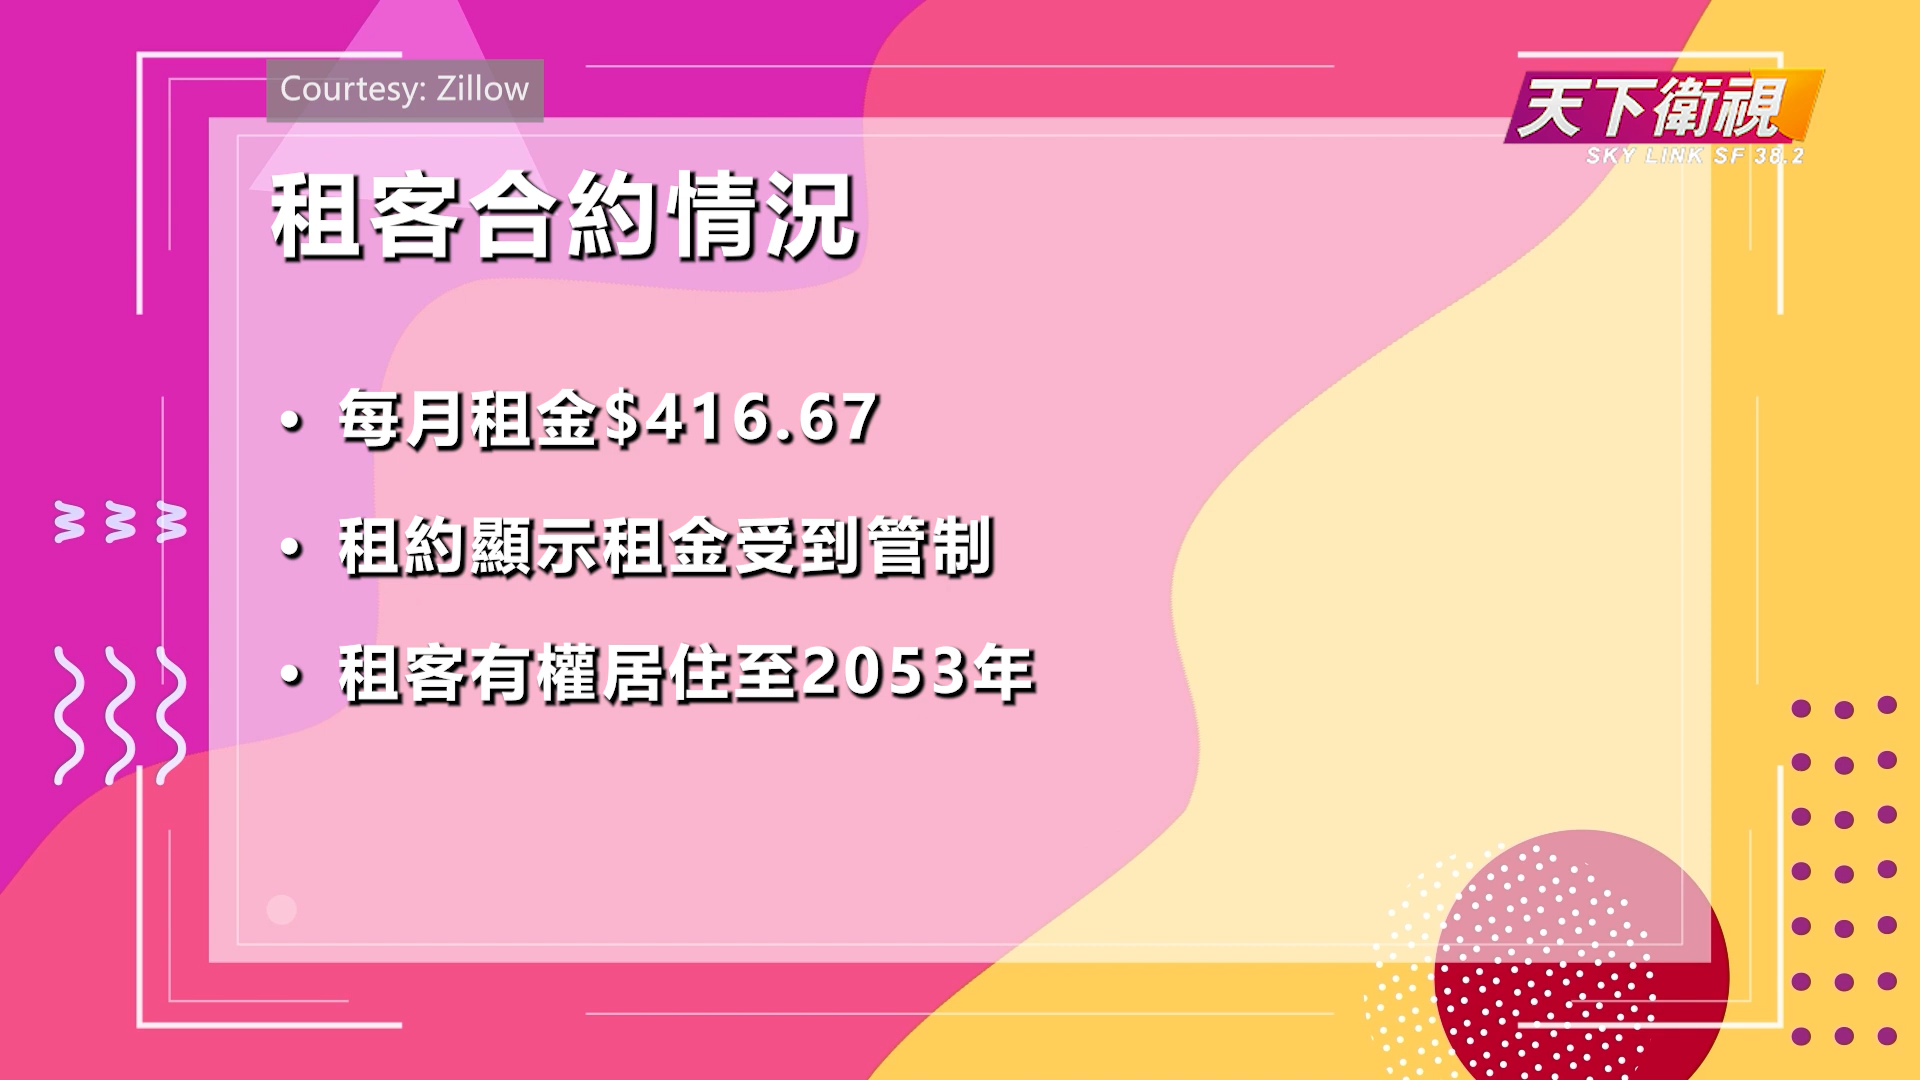 Courtesy: Zillow
天下衛視
SKY LINK SF 38.2
租客合約情況
• 每月租金$416.67
• 租約顯示租金受到管制
• 租客有權居住至2053年